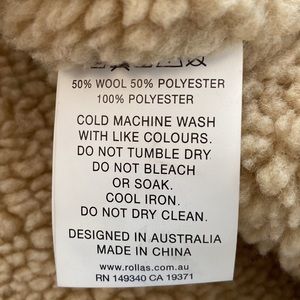 50% WOOL 50% POLYESTER
100% POLYESTER
COLD MACHINE WASH
WITH LIKE COLOURS.
DO NOT TUMBLE DRY.
DO NOT BLEACH
OR SOAK.
COOL IRON.
DO NOT DRY CLEAN.
DESIGNED IN AUSTRALIA
MADE IN CHINA
www.rollas.com.au
RN 149340 CA 19371